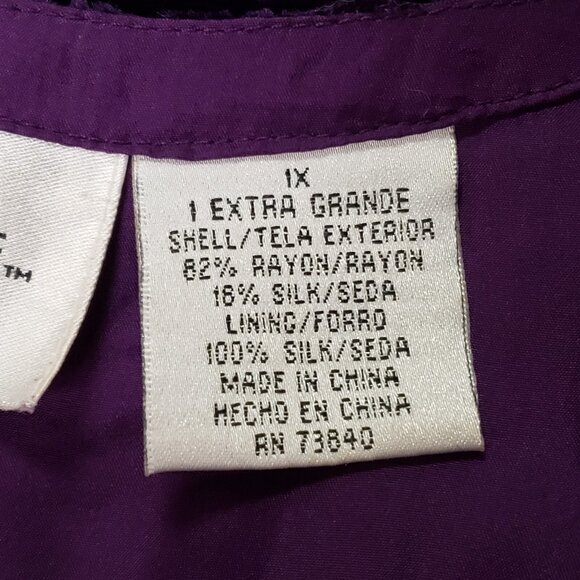 1X
1 EXTRA GRANDE
SHELL/TELA EXTERIOR
82% RAYON/RAYON
18% SILK/SEDA
LINING/FORRO
100% SILK/SEDA
MADE IN CHINA
HECHO EN CHINA
RN 73840
TM